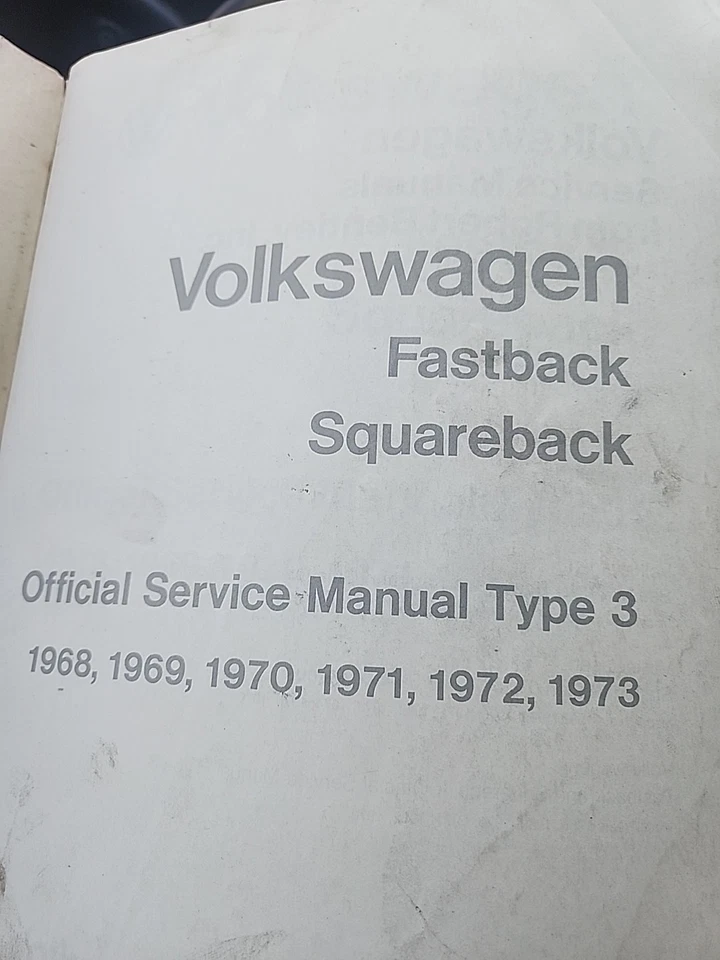 Volkswagen
Fastback
Squareback
Official Service Manual Type 3
1968, 1969, 1970, 1971, 1972, 1973